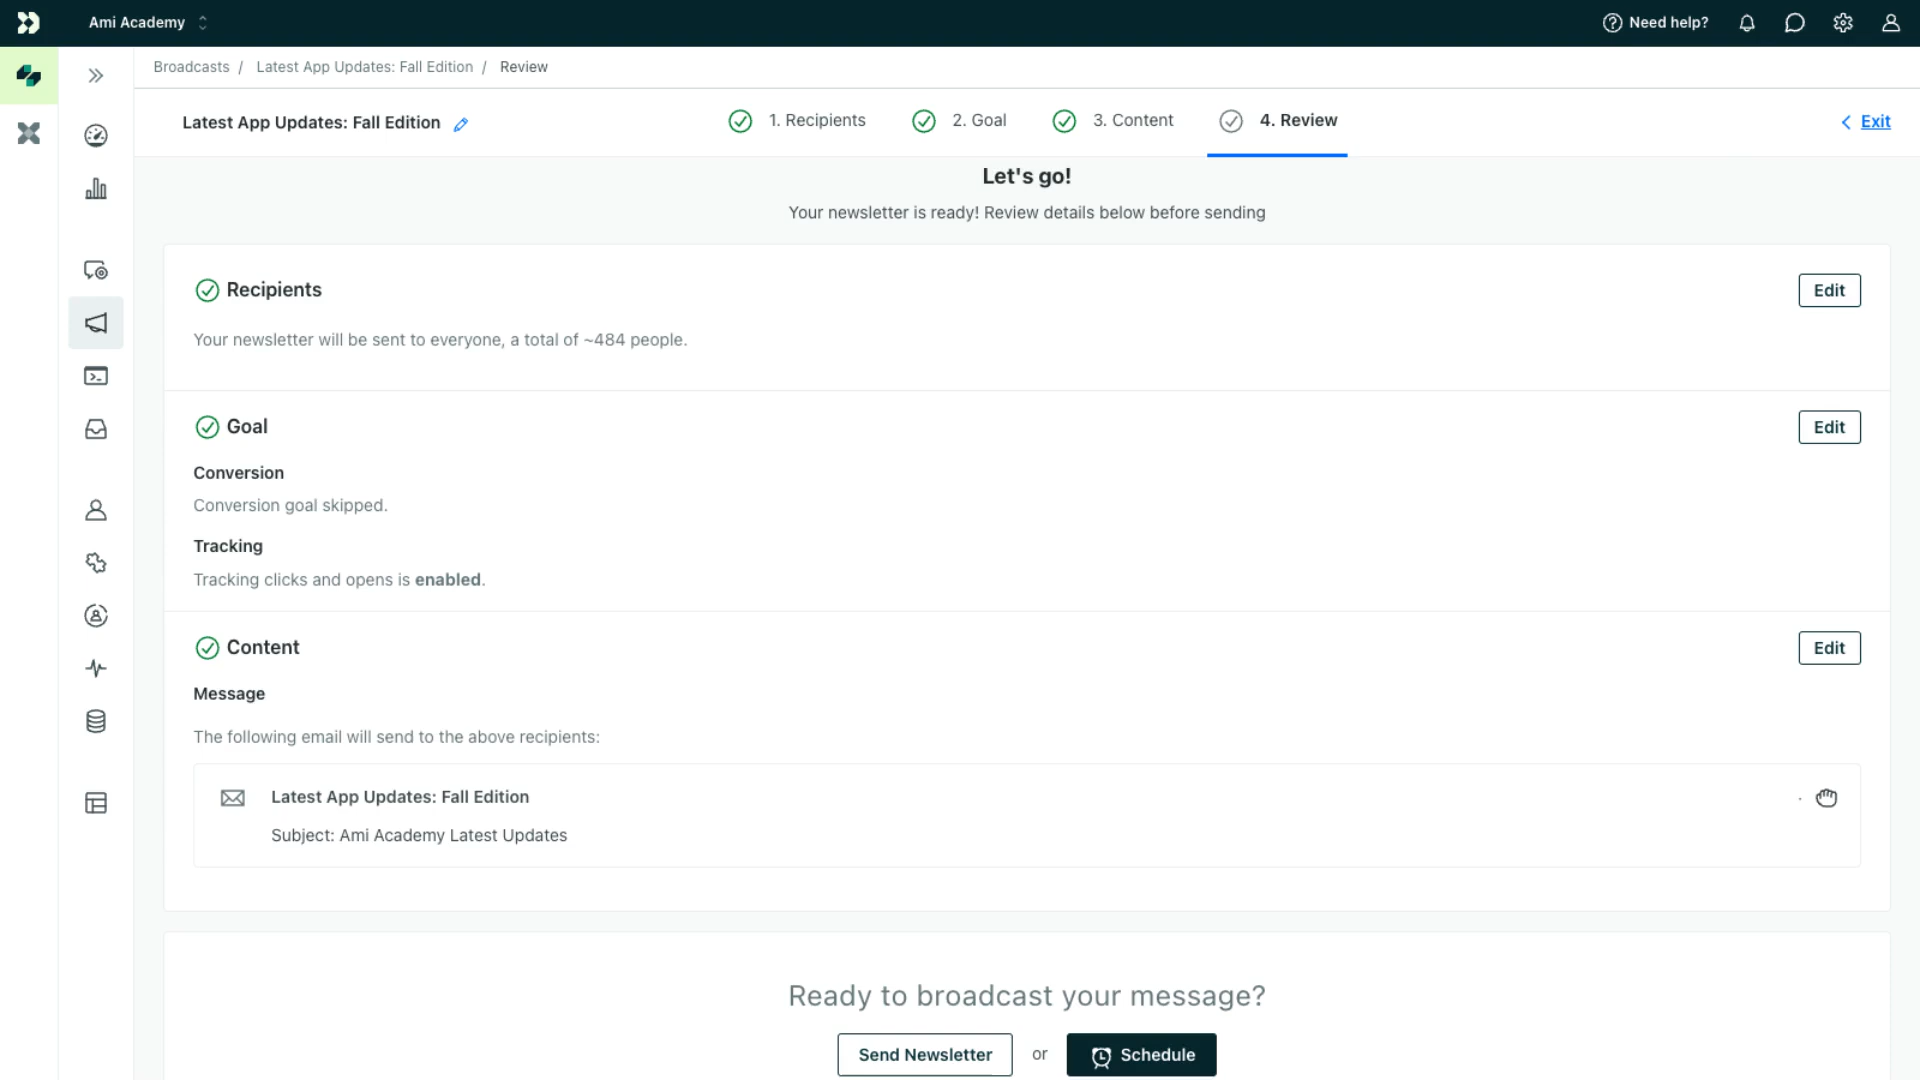 Ami Academy
Need help?
Broadcasts / Latest App Updates: Fall Edition / Review
Latest App Updates: Fall Edition
1. Recipients
2. Goal
3. Content
4. Review
Exit
Let's go!
Your newsletter is ready! Review details below before sending
Recipients
Edit
Your newsletter will be sent to everyone, a total of ~484 people.
Goal
Edit
Conversion
Conversion goal skipped.
Tracking
Tracking clicks and opens is enabled.
Content
Edit
Message
The following email will send to the above recipients:
Latest App Updates: Fall Edition
Subject: Ami Academy Latest Updates
Ready to broadcast your message?
Send Newsletter or Schedule